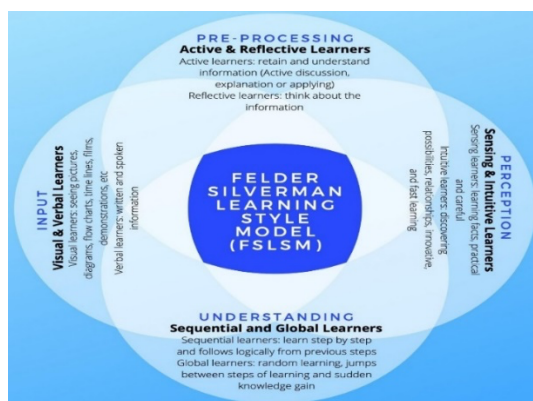 PRE-PROCESSING
Active & Reflective Learners
Active learners: retain and understand
information (Active discussion,
explanation or applying)
Reflective learners: think about the
information
INPUT
Visual & Verbal Learners
Visual learners: seeing pictures,
diagrams, flow charts, time lines, films,
demonstrations, etc
Verbal learners: written and spoken
information
FELDER
SILVERMAN
LEARNING
STYLE
MODEL
(FSLSM)
PERCEPTION
Sensing & Intuitive Learners
Sensing learners: learning facts, practical
and careful
Intuitive learners: discovering
possibilities, relationships, innovative,
and fast learning
UNDERSTANDING
Sequential and Global Learners
Sequential learners: learn step by step
and follows logically from previous steps
Global learners: random learning, jumps
between steps of learning and sudden
knowledge gain